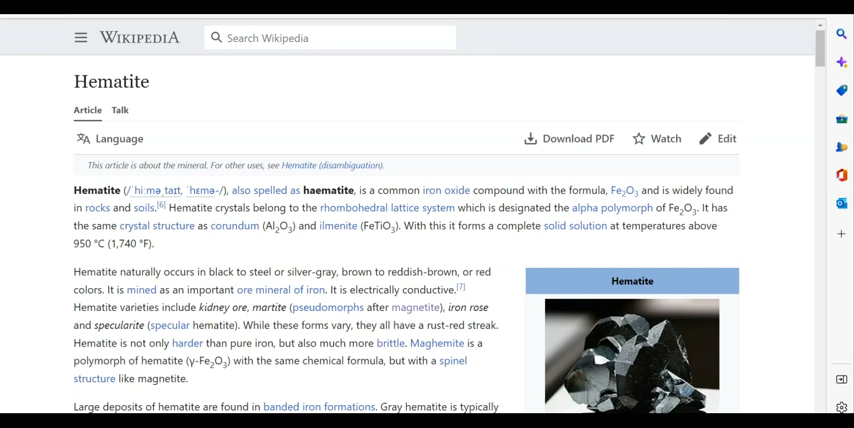 WIKIPEDIA
Search Wikipedia
Hematite
Article Talk
Language
Download PDF
Watch
Edit
This article is about the mineral. For other uses, see Hematite (disambiguation).
Hematite (/ˈhiːməˌtaɪt, ˈhɛmə-/), also spelled as haematite, is a common iron oxide compound with the formula, Fe2O3 and is widely found
in rocks and soils.[6] Hematite crystals belong to the rhombohedral lattice system which is designated the alpha polymorph of Fe2O3. It has
the same crystal structure as corundum (Al2O3) and ilmenite (FeTiO3). With this it forms a complete solid solution at temperatures above
950 °C (1,740 °F).
Hematite naturally occurs in black to steel or silver-gray, brown to reddish-brown, or red
colors. It is mined as an important ore mineral of iron. It is electrically conductive.[7]
Hematite varieties include kidney ore, martite (pseudomorphs after magnetite), iron rose
and specularite (specular hematite). While these forms vary, they all have a rust-red streak.
Hematite is not only harder than pure iron, but also much more brittle. Maghemite is a
polymorph of hematite (γ-Fe2O3) with the same chemical formula, but with a spinel
structure like magnetite.
Large deposits of hematite are found in banded iron formations. Gray hematite is typically
Hematite